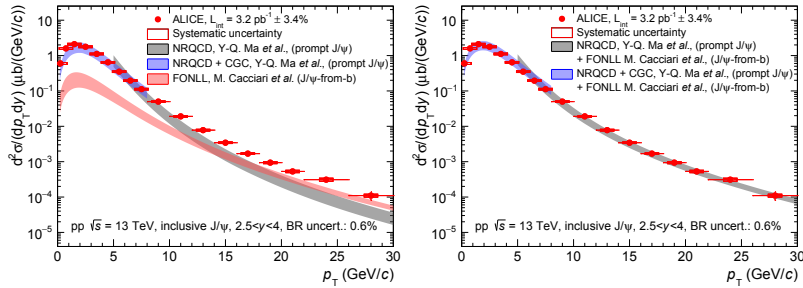 ALICE, L_int = 3.2 pb⁻¹ ± 3.4%
Systematic uncertainty
NRQCD, Y-Q. Ma et al., (prompt J/ψ)
NRQCD + CGC, Y-Q. Ma et al., (prompt J/ψ)
FONLL, M. Cacciari et al. (J/ψ-from-b)
d²σ/(dp_T dy) (μb/(GeV/c))
10
1
10⁻¹
10⁻²
10⁻³
10⁻⁴
10⁻⁵
pp √s = 13 TeV, inclusive J/ψ, 2.5<y<4, BR uncert.: 0.6%
0 5 10 15 20 25 30
p_T (GeV/c)
ALICE, L_int = 3.2 pb⁻¹ ± 3.4%
Systematic uncertainty
NRQCD, Y-Q. Ma et al., (prompt J/ψ)
+ FONLL M. Cacciari et al., (J/ψ-from-b)
NRQCD + CGC, Y-Q. Ma et al., (prompt J/ψ)
+ FONLL M. Cacciari et al., (J/ψ-from-b)
d²σ/(dp_T dy) (μb/(GeV/c))
10
1
10⁻¹
10⁻²
10⁻³
10⁻⁴
10⁻⁵
pp √s = 13 TeV, inclusive J/ψ, 2.5<y<4, BR uncert.: 0.6%
0 5 10 15 20 25 30
p_T (GeV/c)